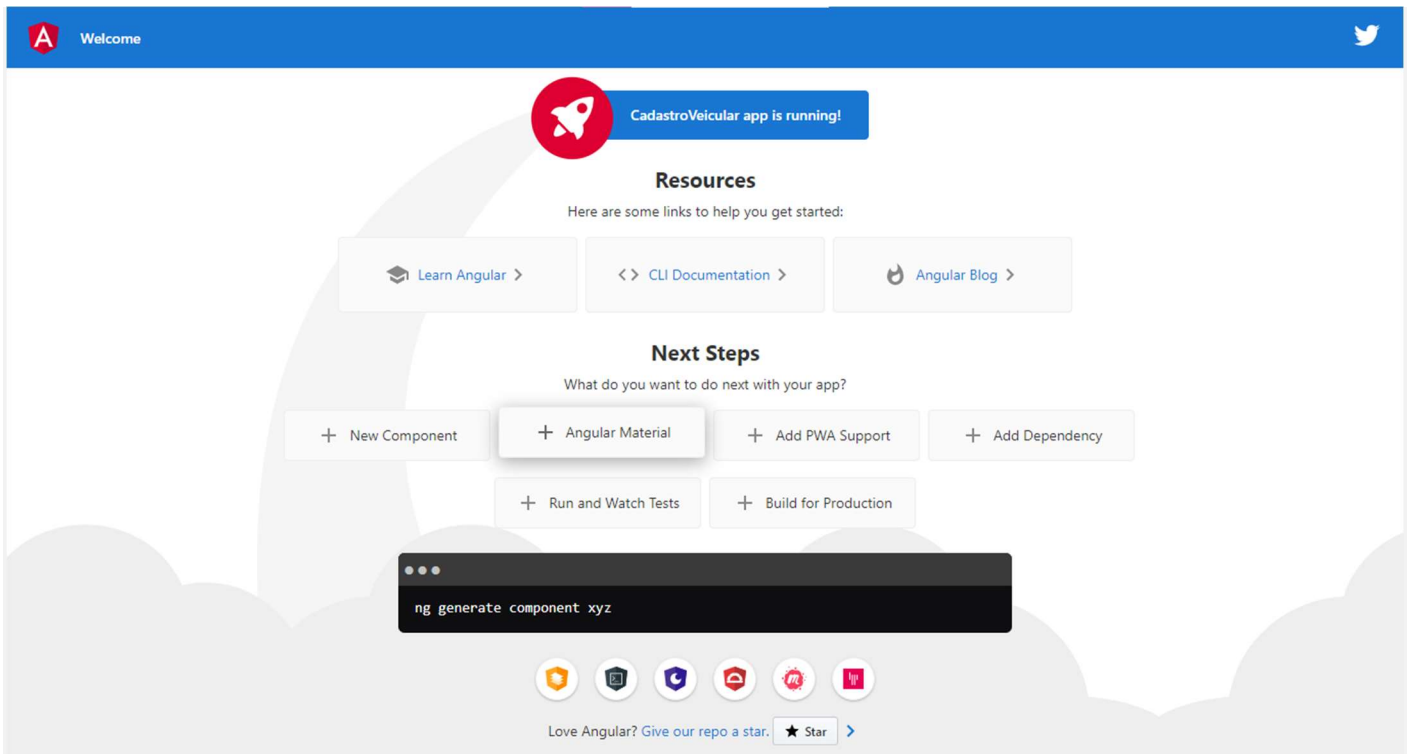 Welcome
CadastroVeicular app is running!
Resources
Here are some links to help you get started:
Learn Angular
CLI Documentation
Angular Blog
Next Steps
What do you want to do next with your app?
New Component
Angular Material
Add PWA Support
Add Dependency
Run and Watch Tests
Build for Production
ng generate component xyz
Love Angular? Give our repo a star. Star